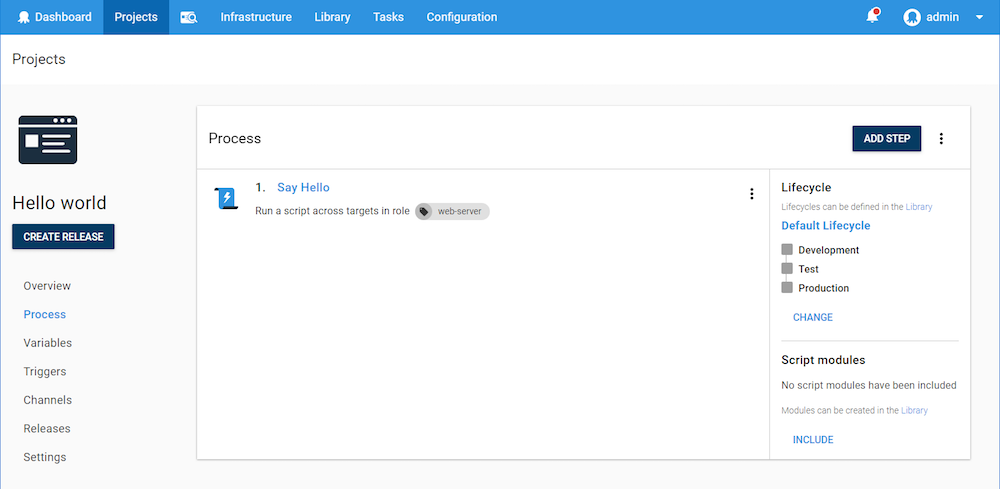 Dashboard Projects Infrastructure Library Tasks Configuration admin
Projects
Hello world
CREATE RELEASE
Overview
Process
Variables
Triggers
Channels
Releases
Settings
Process
ADD STEP
1. Say Hello
Run a script across targets in role web-server
Lifecycle
Lifecycles can be defined in the Library
Default Lifecycle
Development
Test
Production
CHANGE
Script modules
No script modules have been included
Modules can be created in the Library
INCLUDE